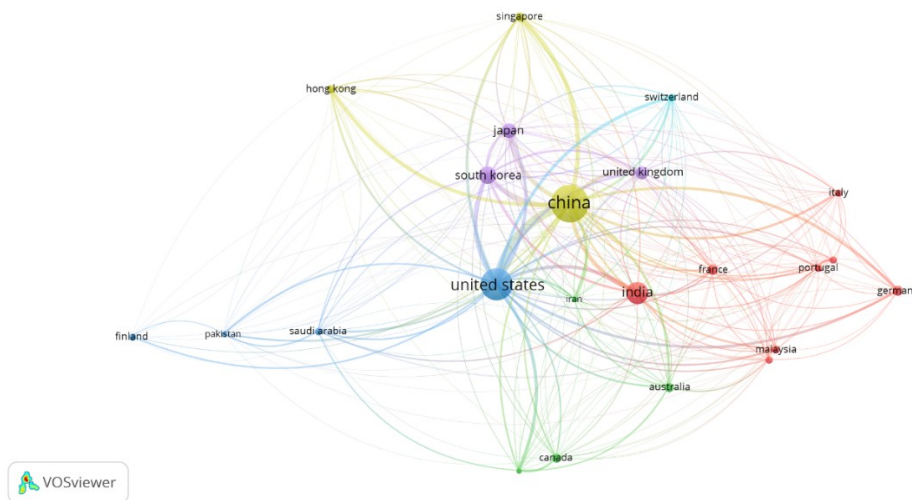 singapore
hong kong
switzerland
japan
south korea
united kingdom
italy
china
france
portugal
united states
india
iran
german
finland
pakistan
saudi arabia
malaysia
australia
canada
VOSviewer